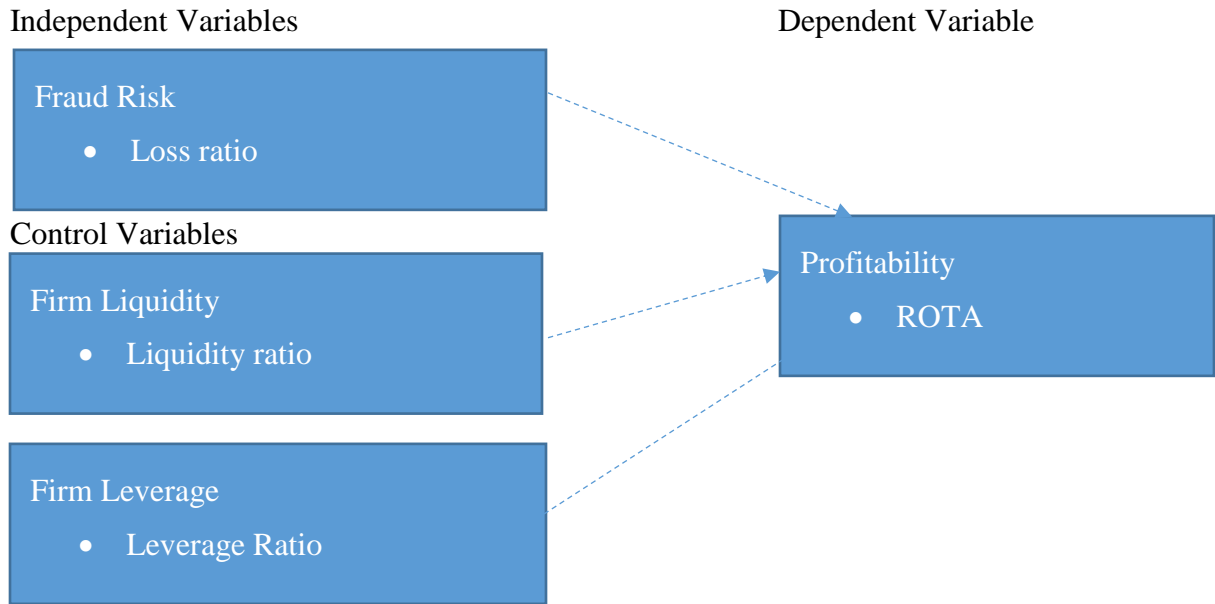 Independent Variables
Dependent Variable
Fraud Risk
• Loss ratio
Control Variables
Firm Liquidity
• Liquidity ratio
Profitability
• ROTA
Firm Leverage
• Leverage Ratio